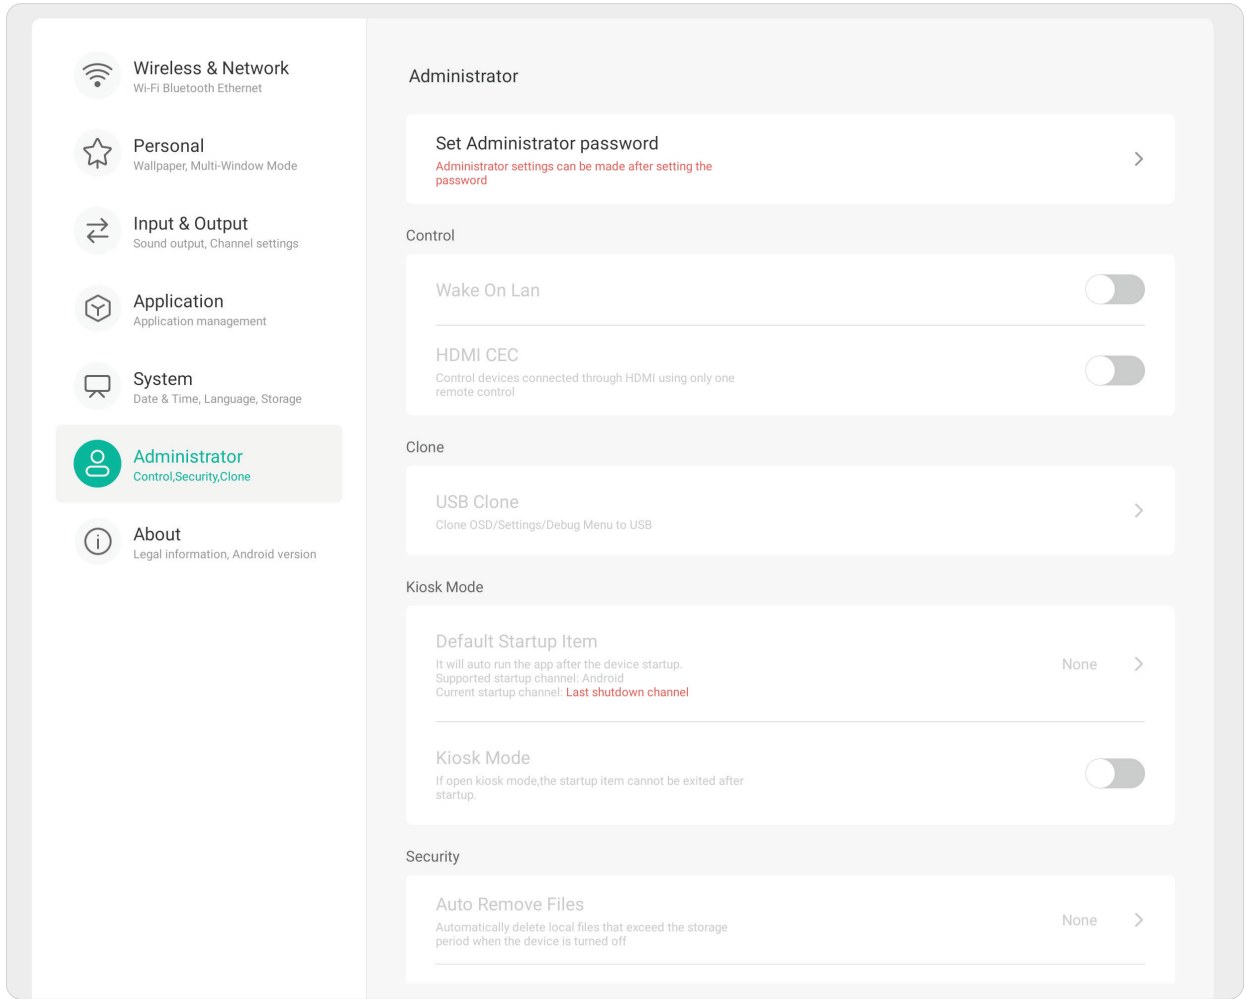 Wireless & Network
Wi-Fi Bluetooth Ethernet
Personal
Wallpaper, Multi-Window Mode
Input & Output
Sound output, Channel settings
Application
Application management
System
Date & Time, Language, Storage
Administrator
Control,Security,Clone
About
Legal information, Android version
Administrator
Set Administrator password
Administrator settings can be made after setting the
password
Control
Wake On Lan
HDMI CEC
Control devices connected through HDMI using only one
remote control
Clone
USB Clone
Clone OSD/Settings/Debug Menu to USB
Kiosk Mode
Default Startup Item
It will auto run the app after the device startup.
Supported startup channel: Android
Current startup channel: Last shutdown channel
None
Kiosk Mode
If open kiosk mode,the startup item cannot be exited after
startup.
Security
Auto Remove Files
Automatically delete local files that exceed the storage
period when the device is turned off
None